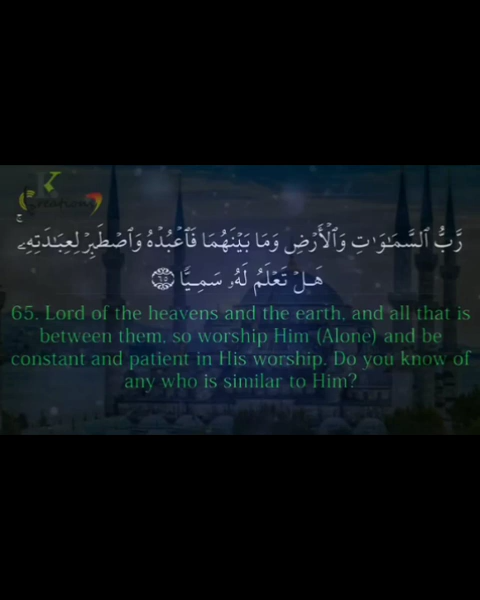 K
Creations
رَّبُّ ٱلسَّمَٰوَٰتِ وَٱلْأَرْضِ وَمَا بَيْنَهُمَا فَٱعْبُدْهُ وَٱصْطَبِرْ لِعِبَٰدَتِهِۦ ۚ
هَلْ تَعْلَمُ لَهُۥ سَمِيًّا ۝٦٥
65. Lord of the heavens and the earth, and all that is
between them, so worship Him (Alone) and be
constant and patient in His worship. Do you know of
any who is similar to Him?